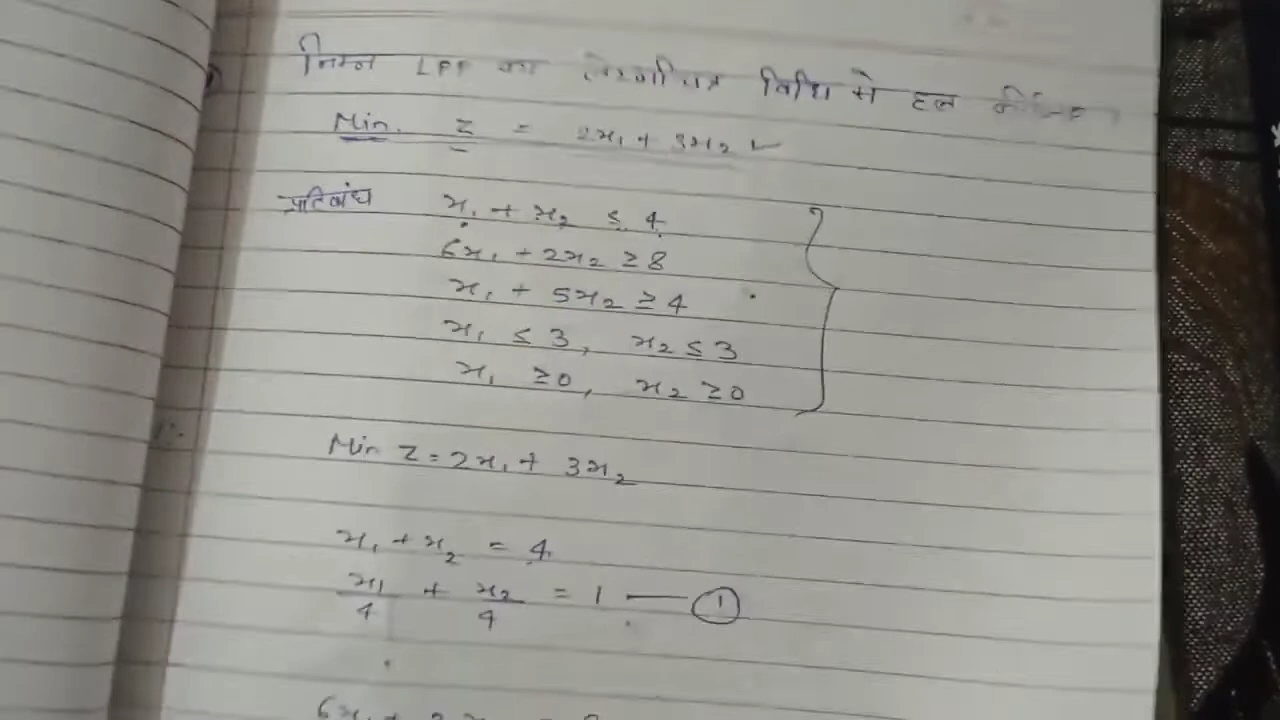 निम्न LPP का विधि से हल कीजिए
Min. Z = 2x₁ + 3x₂
प्रतिबंध x₁ + x₂ ≤ 4
6x₁ + 2x₂ ≥ 8
x₁ + 5x₂ ≥ 4
x₁ ≤ 3, x₂ ≤ 3
x₁ ≥ 0, x₂ ≥ 0
Min Z = 2x₁ + 3x₂
x₁ + x₂ = 4
x₁/4 + x₂/4 = 1 — ①